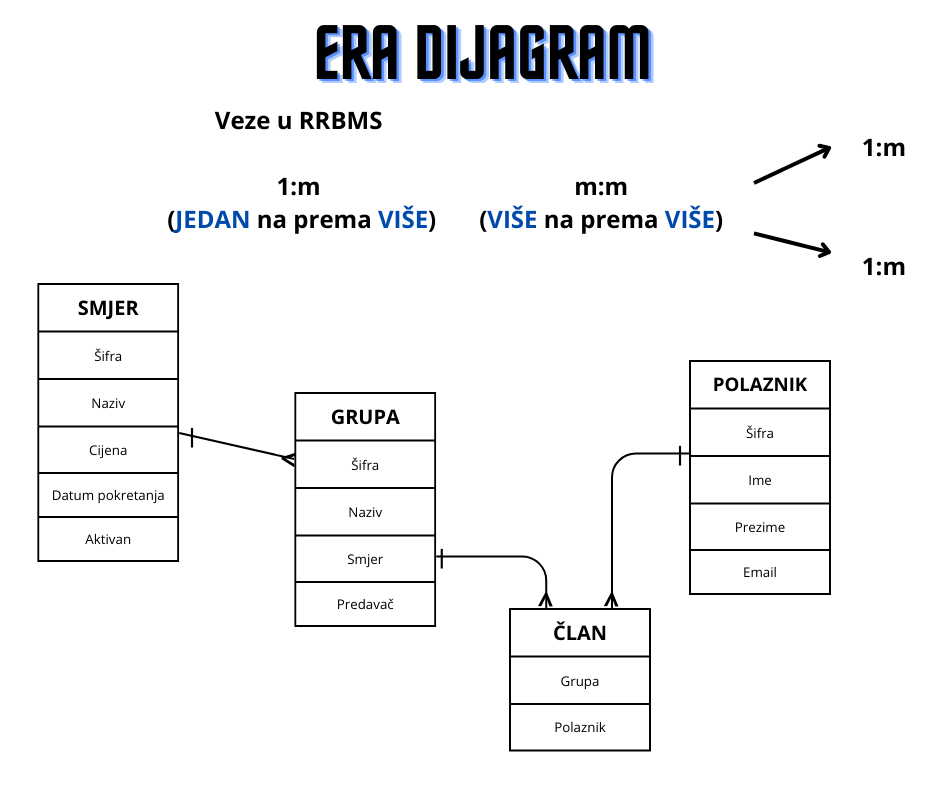 ERA DIJAGRAM
Veze u RRBMS
1:m
(JEDAN na prema VIŠE)
m:m
(VIŠE na prema VIŠE)
1:m
1:m
SMJER
Šifra
Naziv
Cijena
Datum pokretanja
Aktivan
GRUPA
Šifra
Naziv
Smjer
Predavač
POLAZNIK
Šifra
Ime
Prezime
Email
ČLAN
Grupa
Polaznik